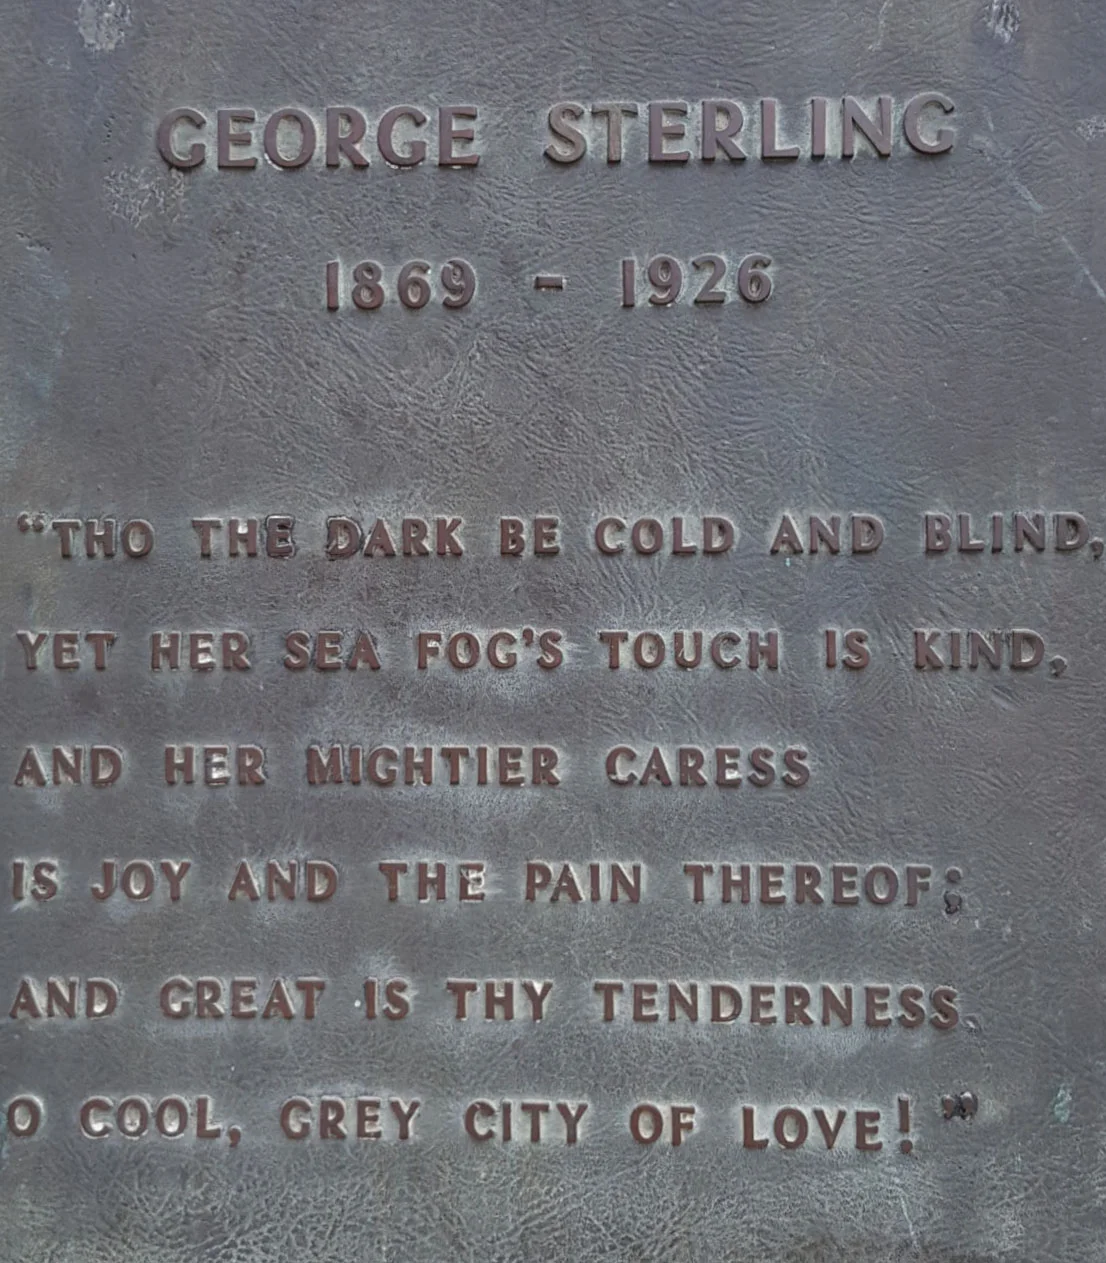 GEORGE STERLING
1869 - 1926
“THO THE DARK BE COLD AND BLIND,
YET HER SEA FOG'S TOUCH IS KIND,
AND HER MIGHTIER CARESS
IS JOY AND THE PAIN THEREOF;
AND GREAT IS THY TENDERNESS,
O COOL, GREY CITY OF LOVE!”